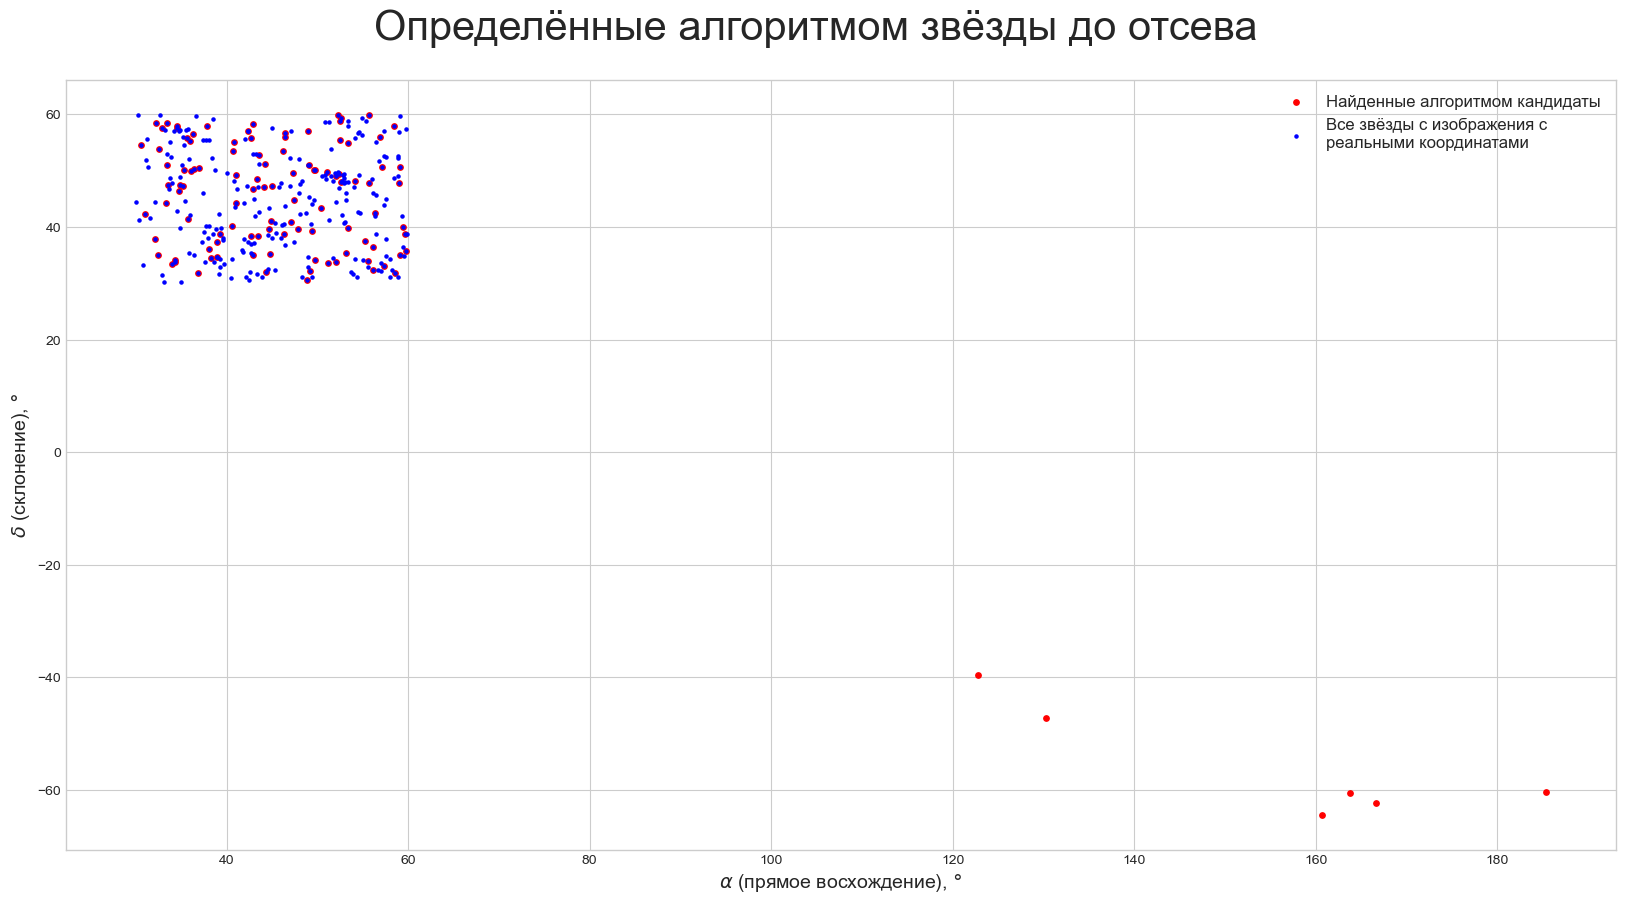 Определённые алгоритмом звёзды до отсева
Найденные алгоритмом кандидаты
Все звёзды с изображения с
реальными координатами
60
40
20
0
−20
−40
−60
δ (склонение), °
40
60
80
100
120
140
160
180
α (прямое восхождение), °